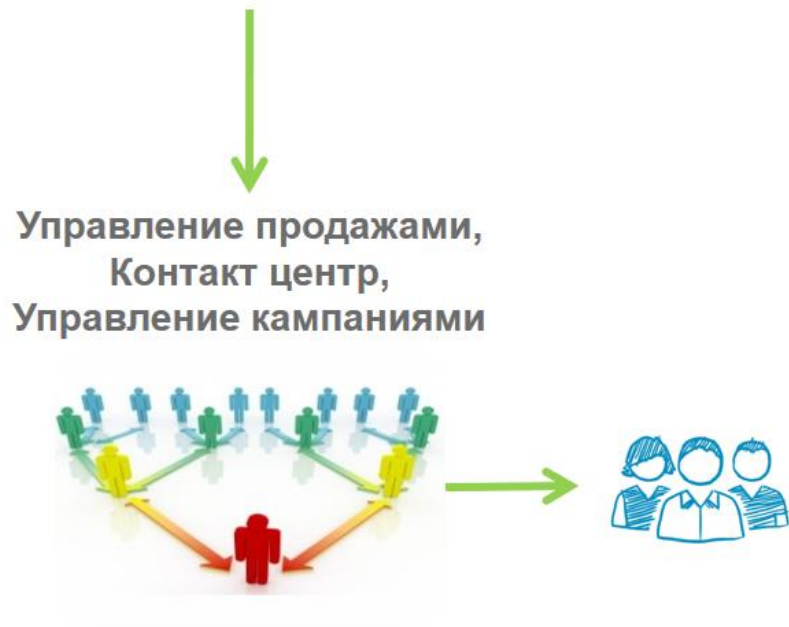 Управление продажами,
Контакт центр,
Управление кампаниями